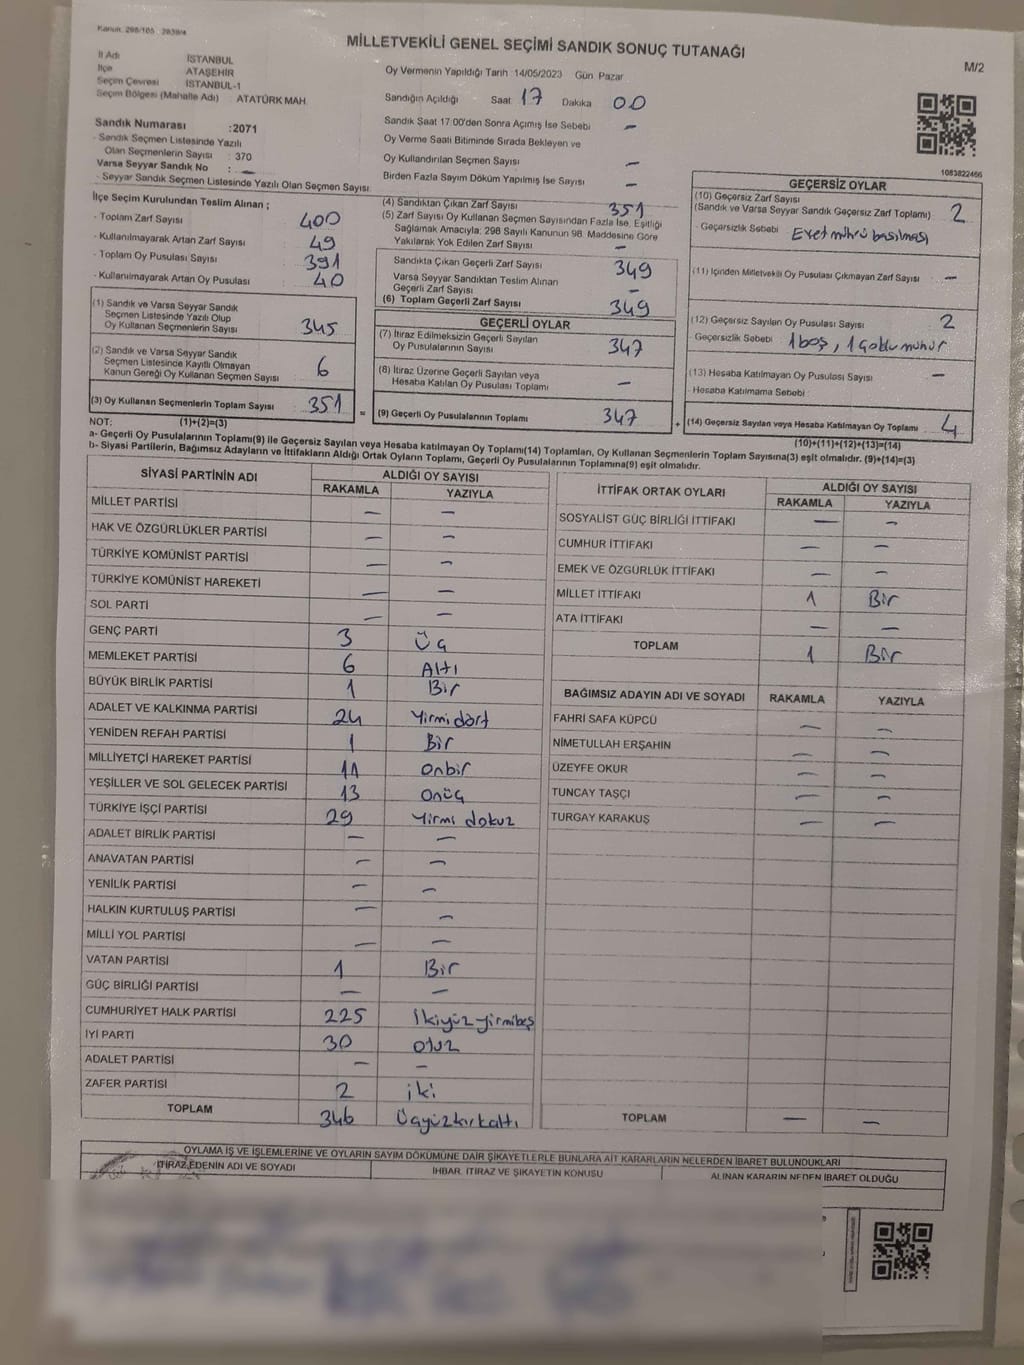 Kanun: 298/105 2839/4
MİLLETVEKİLİ GENEL SEÇİMİ SANDIK SONUÇ TUTANAĞI
M/2
İl Adı İSTANBUL
İlçe ATAŞEHİR
Seçim Çevresi İSTANBUL-1
Seçim Bölgesi (Mahalle Adı) : ATATÜRK MAH.
Sandık Numarası :2071
- Sandık Seçmen Listesinde Yazılı
Olan Seçmenlerin Sayısı : 370
Varsa Seyyar Sandık No : —
- Seyyar Sandık Seçmen Listesinde Yazılı Olan Seçmen Sayısı
Oy Vermenin Yapıldığı Tarih 14/05/2023 Gün Pazar
Sandığın Açıldığı Saat 17 Dakika 00
Sandık Saat 17:00'den Sonra Açımış İse Sebebi —
Oy Verme Saati Bitiminde Sırada Bekleyen ve
Oy Kullandırılan Seçmen Sayısı —
Birden Fazla Sayım Döküm Yapılmış İse Sayısı —
1083822466
İlçe Seçim Kurulundan Teslim Alınan ;
- Toplam Zarf Sayısı 400
- Kullanılmayarak Artan Zarf Sayısı 49
- Toplam Oy Pusulası Sayısı 391
- Kullanılmayarak Artan Oy Pusulası 40
(1) Sandık ve Varsa Seyyar Sandık
Seçmen Listesinde Yazılı Olup
Oy Kullanan Seçmenlerin Sayısı 345
(2) Sandık ve Varsa Seyyar Sandık
Seçmen Listesinde Kayıtlı Olmayan
Kanun Gereği Oy Kullanan Seçmen Sayısı 6
(3) Oy Kullanan Seçmenlerin Toplam Sayısı 351
(1)+(2)=(3)
(4) Sandıktan Çıkan Zarf Sayısı 351
(5) Zarf Sayısı Oy Kullanan Seçmen Sayısından Fazla İse, Eşitliği
Sağlamak Amacıyla; 298 Sayılı Kanunun 98. Maddesine Göre
Yakılarak Yok Edilen Zarf Sayısı —
Sandıkta Çıkan Geçerli Zarf Sayısı 349
Varsa Seyyar Sandıktan Teslim Alınan
Geçerli Zarf Sayısı —
(6) Toplam Geçerli Zarf Sayısı 349
GEÇERLİ OYLAR
(7) İtiraz Edilmeksizin Geçerli Sayılan
Oy Pusulalarının Sayısı 347
(8) İtiraz Üzerine Geçerli Sayılan veya
Hesaba Katılan Oy Pusulası Toplamı —
= (9) Geçerli Oy Pusulalarının Toplamı 347
GEÇERSİZ OYLAR
(10) Geçersiz Zarf Sayısı
(Sandık ve Varsa Seyyar Sandık Geçersiz Zarf Toplamı) 2
- Geçersizlik Sebebi Evet mührü basılması
(11) İçinden Milletvekili Oy Pusulası Çıkmayan Zarf Sayısı —
(12) Geçersiz Sayılan Oy Pusulası Sayısı 2
Geçersizlik Sebebi 1 boş, 1 çoklu mühür
(13) Hesaba Katılmayan Oy Pusulası Sayısı —
Hesaba Katılmama Sebebi
+ (14) Geçersiz Sayılan veya Hesaba Katılmayan Oy Toplamı 4
(10)+(11)+(12)+(13)=(14)
NOT:
a- Geçerli Oy Pusulalarının Toplamı(9) ile Geçersiz Sayılan veya Hesaba katılmayan Oy Toplamı(14) Toplamları, Oy Kullanan Seçmenlerin Toplam Sayısına(3) eşit olmalıdır. (9)+(14)=(3)
b- Siyasi Partilerin, Bağımsız Adayların ve İttifakların Aldığı Ortak Oyların Toplamı, Geçerli Oy Pusulalarının Toplamına(9) eşit olmalıdır.
SİYASİ PARTİNİN ADI ALDIĞI OY SAYISI
RAKAMLA YAZIYLA
MİLLET PARTİSİ — —
HAK VE ÖZGÜRLÜKLER PARTİSİ — —
TÜRKİYE KOMÜNİST PARTİSİ — —
TÜRKİYE KOMÜNİST HAREKETİ — —
SOL PARTİ — —
GENÇ PARTİ 3 Üç
MEMLEKET PARTİSİ 6 Altı
BÜYÜK BİRLİK PARTİSİ 1 Bir
ADALET VE KALKINMA PARTİSİ 24 Yirmidört
YENİDEN REFAH PARTİSİ 1 Bir
MİLLİYETÇİ HAREKET PARTİSİ 11 Onbir
YEŞİLLER VE SOL GELECEK PARTİSİ 13 Onüç
TÜRKİYE İŞÇİ PARTİSİ 29 Yirmi dokuz
ADALET BİRLİK PARTİSİ — —
ANAVATAN PARTİSİ — —
YENİLİK PARTİSİ — —
HALKIN KURTULUŞ PARTİSİ — —
MİLLİ YOL PARTİSİ — —
VATAN PARTİSİ 1 Bir
GÜÇ BİRLİĞİ PARTİSİ — —
CUMHURİYET HALK PARTİSİ 225 İkiyüzyirmibeş
İYİ PARTİ 30 Otuz
ADALET PARTİSİ — —
ZAFER PARTİSİ 2 iki
TOPLAM 346 Üçyüzkırkaltı
İTTİFAK ORTAK OYLARI ALDIĞI OY SAYISI
RAKAMLA YAZIYLA
SOSYALİST GÜÇ BİRLİĞİ İTTİFAKI — —
CUMHUR İTTİFAKI — —
EMEK VE ÖZGÜRLÜK İTTİFAKI — —
MİLLET İTTİFAKI 1 Bir
ATA İTTİFAKI — —
TOPLAM 1 Bir
BAĞIMSIZ ADAYIN ADI VE SOYADI RAKAMLA YAZIYLA
FAHRİ SAFA KÜPCÜ — —
NİMETULLAH ERŞAHİN — —
ÜZEYFE OKUR — —
TUNCAY TAŞÇI — —
TURGAY KARAKUŞ — —
TOPLAM — —
OYLAMA İŞ VE İŞLEMLERİNE VE OYLARIN SAYIM DÖKÜMÜNE DAİR ŞİKAYETLERLE BUNLARA AİT KARARLARIN NELERDEN İBARET BULUNDUKLARI
İTİRAZ EDENİN ADI VE SOYADI İHBAR, İTİRAZ VE ŞİKAYETİN KONUSU ALINAN KARARIN NEDEN İBARET OLDUĞU